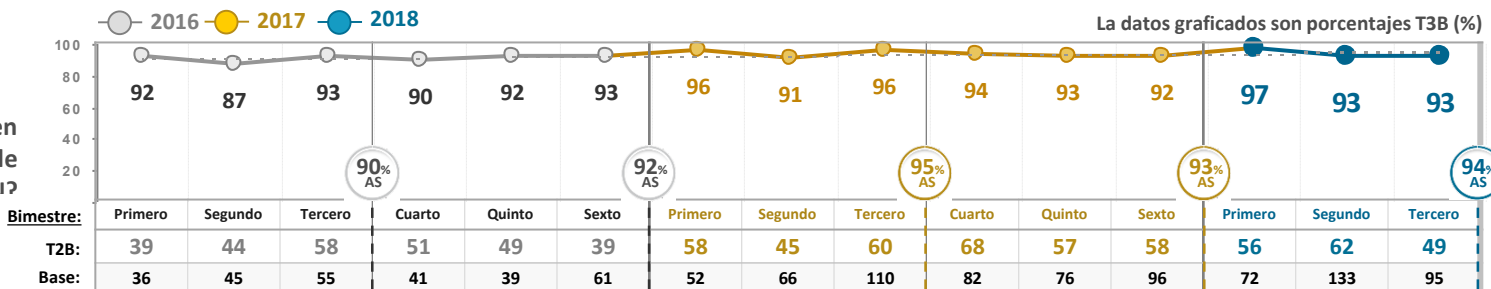 2016 2017 2018
La datos graficados son porcentajes T3B (%)
100
80
60
40
20
92 87 93 90 92 93 96 91 96 94 93 92 97 93 93
en
de
90% AS 92% AS 95% AS 93% AS 94% AS
Bimestre: Primero Segundo Tercero Cuarto Quinto Sexto Primero Segundo Tercero Cuarto Quinto Sexto Primero Segundo Tercero
T2B: 39 44 58 51 49 39 58 45 60 68 57 58 56 62 49
Base: 36 45 55 41 39 61 52 66 110 82 76 96 72 133 95